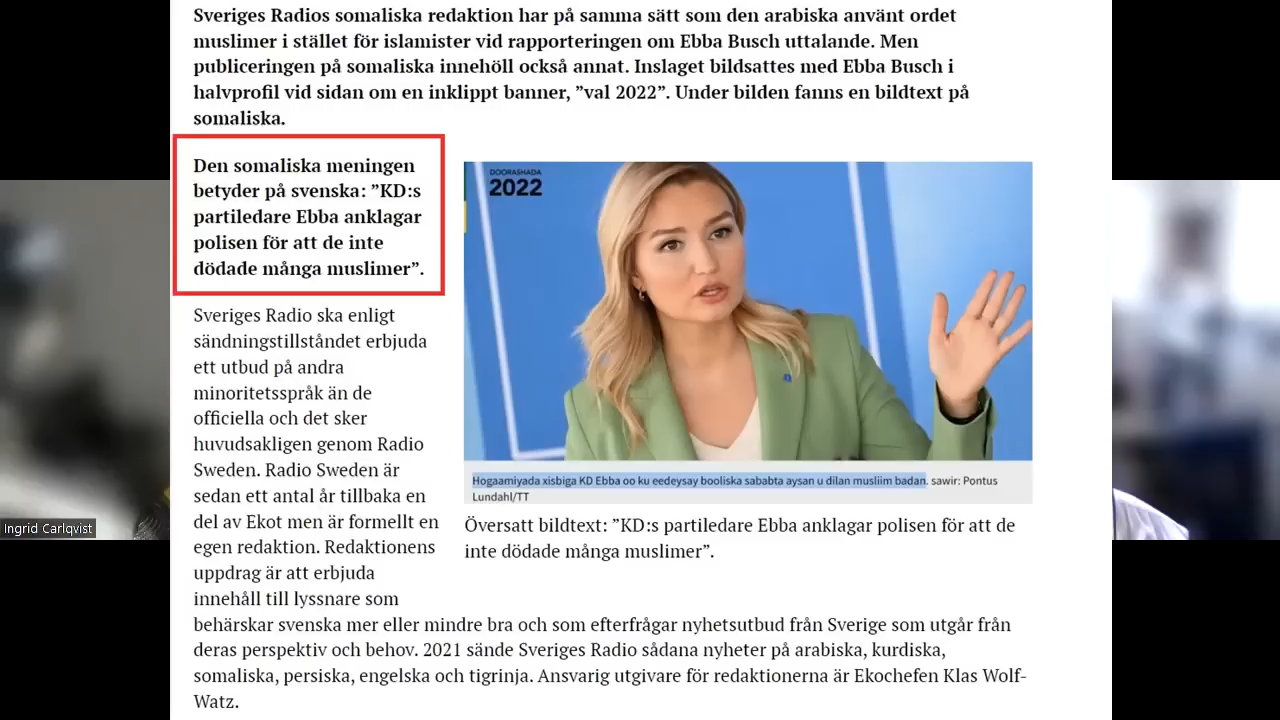 Sveriges Radios somaliska redaktion har på samma sätt som den arabiska använt ordet
muslimer i stället för islamister vid rapporteringen om Ebba Busch uttalande. Men
publiceringen på somaliska innehöll också annat. Inslaget bildsattes med Ebba Busch i
halvprofil vid sidan om en inklippt banner, ”val 2022”. Under bilden fanns en bildtext på
somaliska.
Den somaliska meningen
betyder på svenska: ”KD:s
partiledare Ebba anklagar
polisen för att de inte
dödade många muslimer”.
DOORASHADA
2022
Hogaamiyada xisbiga KD Ebba oo ku eedeysay booliska sababta aysan u dilan musliim badan. sawir: Pontus
Lundahl/TT
Översatt bildtext: ”KD:s partiledare Ebba anklagar polisen för att de
inte dödade många muslimer”.
Sveriges Radio ska enligt
sändningstillståndet erbjuda
ett utbud på andra
minoritetsspråk än de
officiella och det sker
huvudsakligen genom Radio
Sweden. Radio Sweden är
sedan ett antal år tillbaka en
del av Ekot men är formellt en
egen redaktion. Redaktionens
uppdrag är att erbjuda
innehåll till lyssnare som
behärskar svenska mer eller mindre bra och som efterfrågar nyhetsutbud från Sverige som utgår från
deras perspektiv och behov. 2021 sände Sveriges Radio sådana nyheter på arabiska, kurdiska,
somaliska, persiska, engelska och tigrinja. Ansvarig utgivare för redaktionerna är Ekochefen Klas Wolf-
Watz.
Ingrid Carlqvist